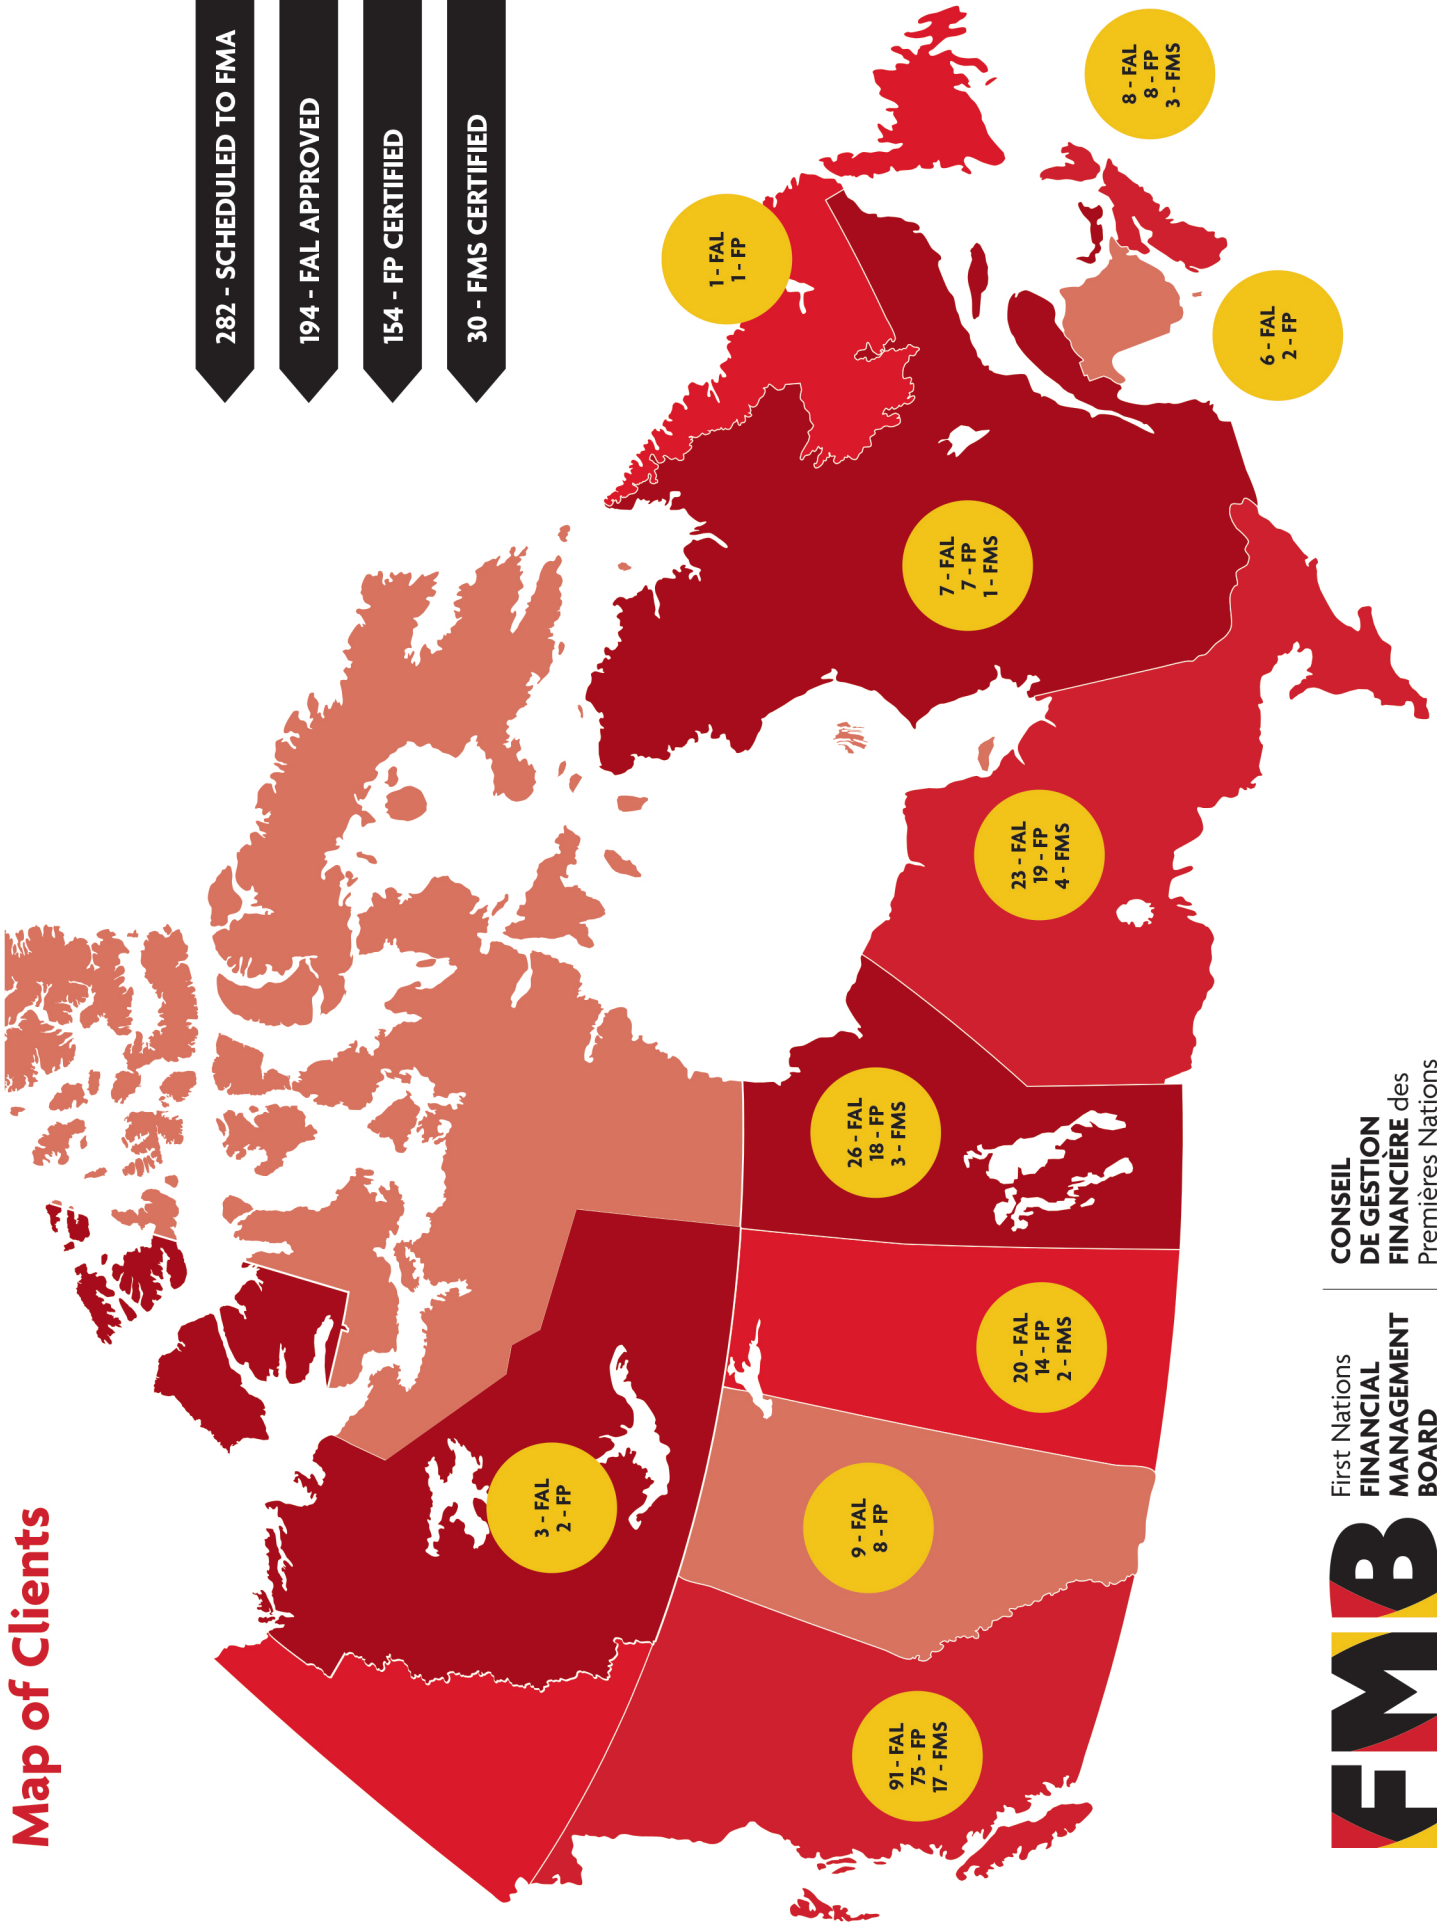 Map of Clients
282 - SCHEDULED TO FMA
194 - FAL APPROVED
154 - FP CERTIFIED
30 - FMS CERTIFIED
3 - FAL
2 - FP
1 - FAL
1 - FP
91 - FAL
75 - FP
17 - FMS
9 - FAL
8 - FP
20 - FAL
14 - FP
2 - FMS
26 - FAL
18 - FP
3 - FMS
23 - FAL
19 - FP
4 - FMS
7 - FAL
7 - FP
1 - FMS
8 - FAL
8 - FP
3 - FMS
6 - FAL
2 - FP
FMB
First Nations
FINANCIAL
MANAGEMENT
BOARD
CONSEIL
DE GESTION
FINANCIÈRE des
Premières Nations